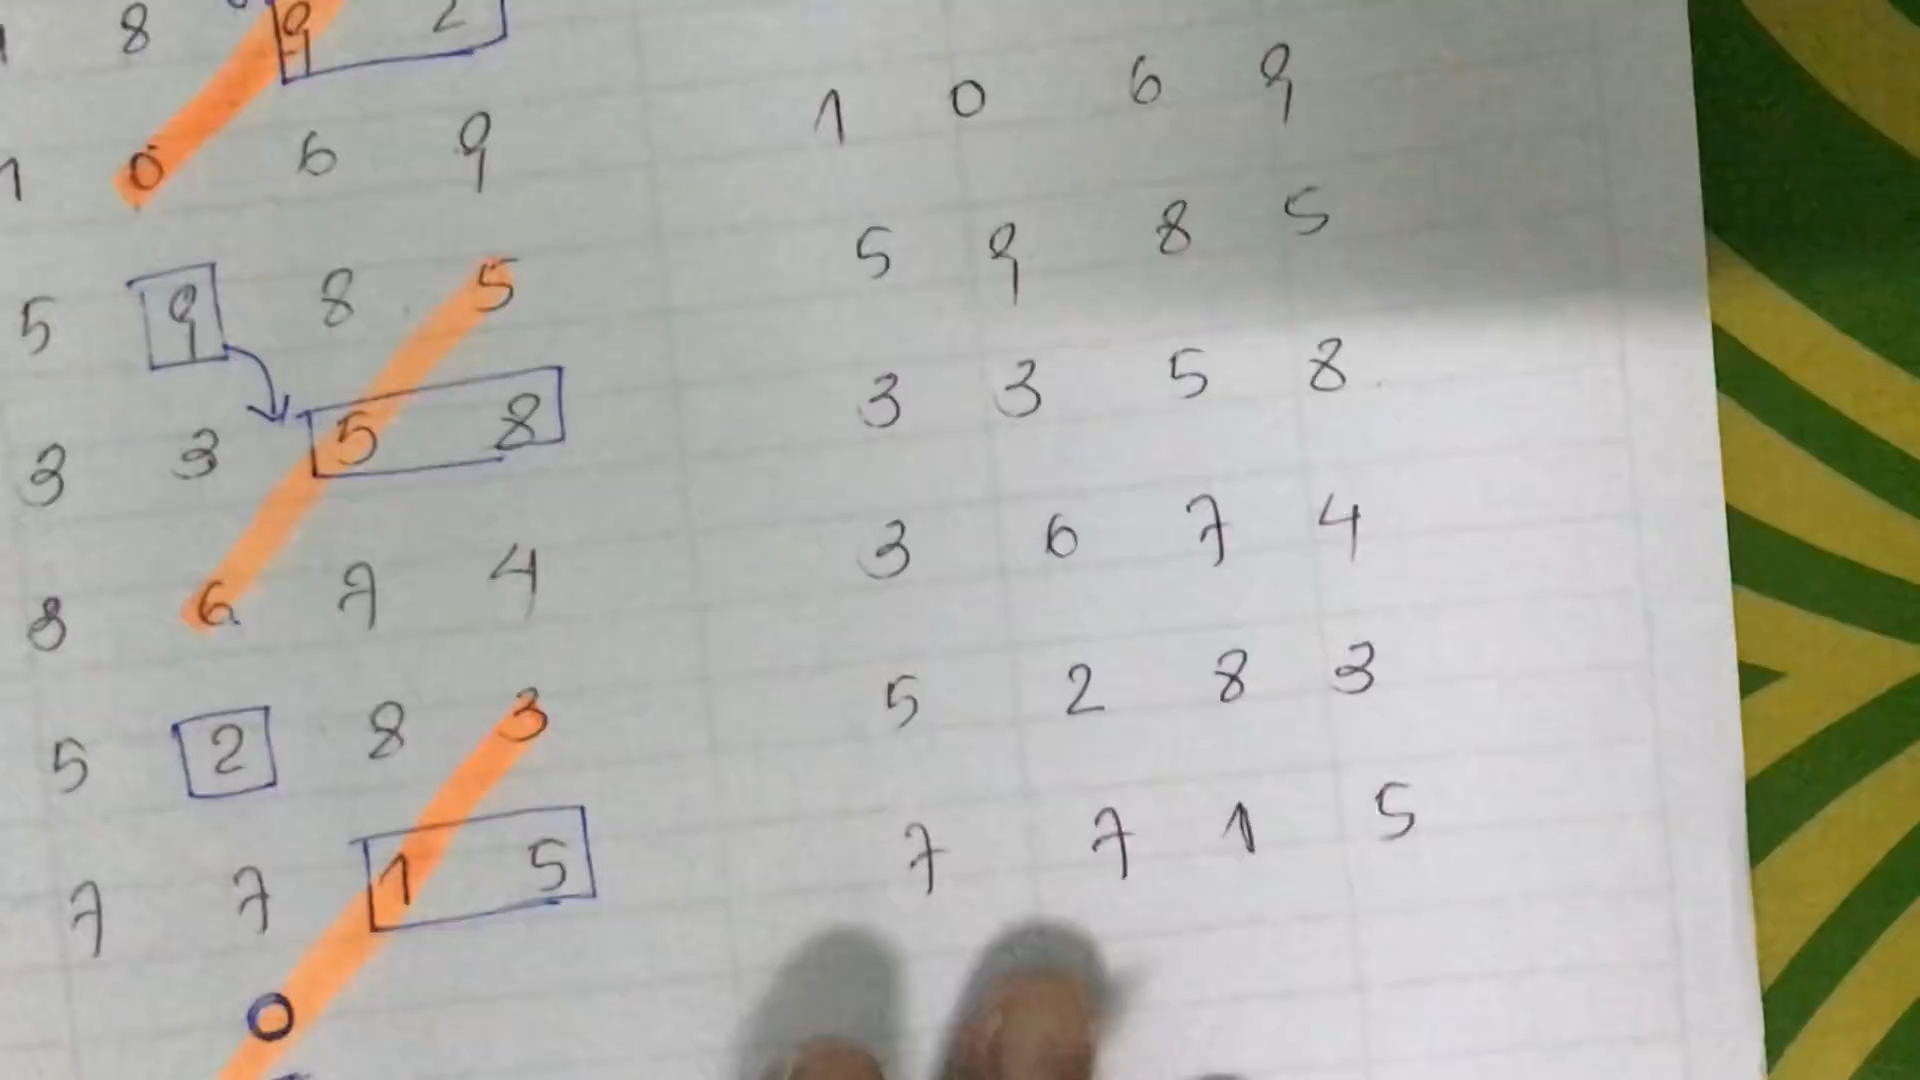 1 8 9 2
1 0 6 9
5 9 8 5
3 3 5 8
8 6 7 4
5 2 8 3
7 7 1 5
0
1 0 6 9
5 9 8 5
3 3 5 8
3 6 7 4
5 2 8 3
7 7 1 5